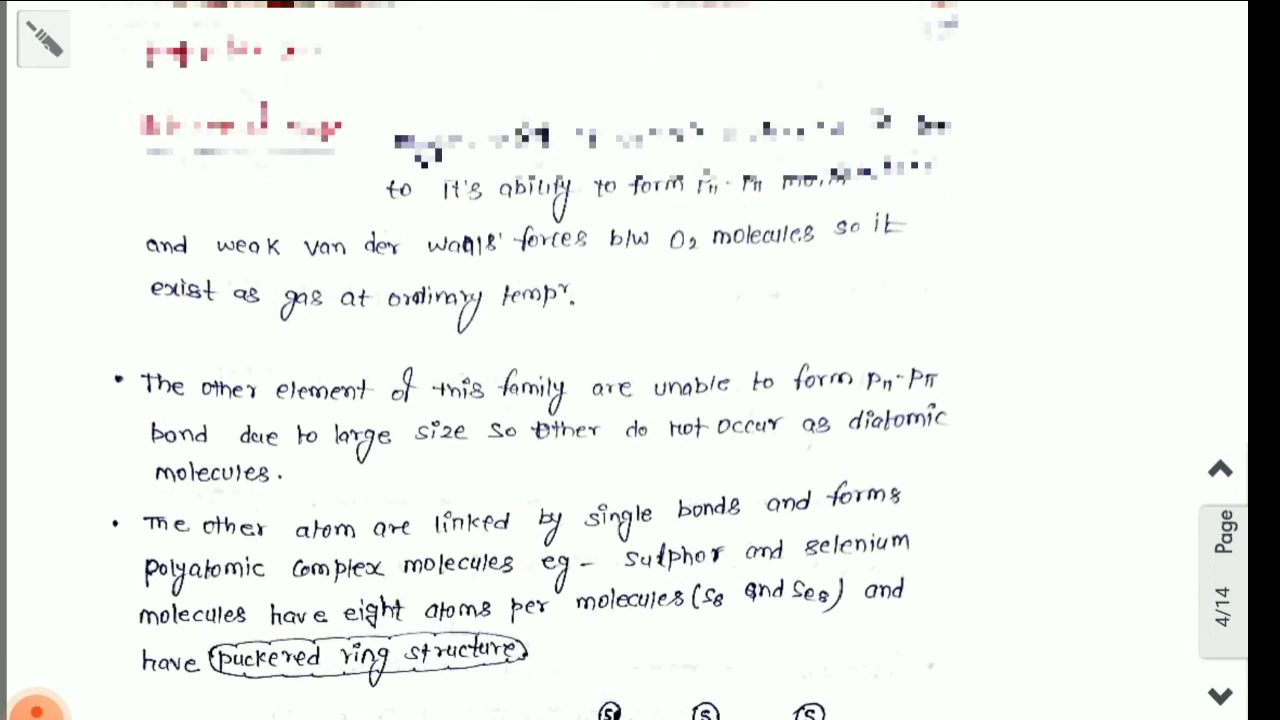 to it's ability to form Pπ-Pπ
and weak van der waals' forces b/w O₂ molecules so it
exist as gas at ordinary tempr.
• The other element of this family are unable to form Pπ-Pπ
bond due to large size so other do not occur as diatomic
molecules.
• The other atom are linked by single bonds and forms
polyatomic complex molecules eg - sulphor and selenium
molecules have eight atoms per molecules (S₈ and Se₈) and
have puckered ring structure
S S S
Page
4/14